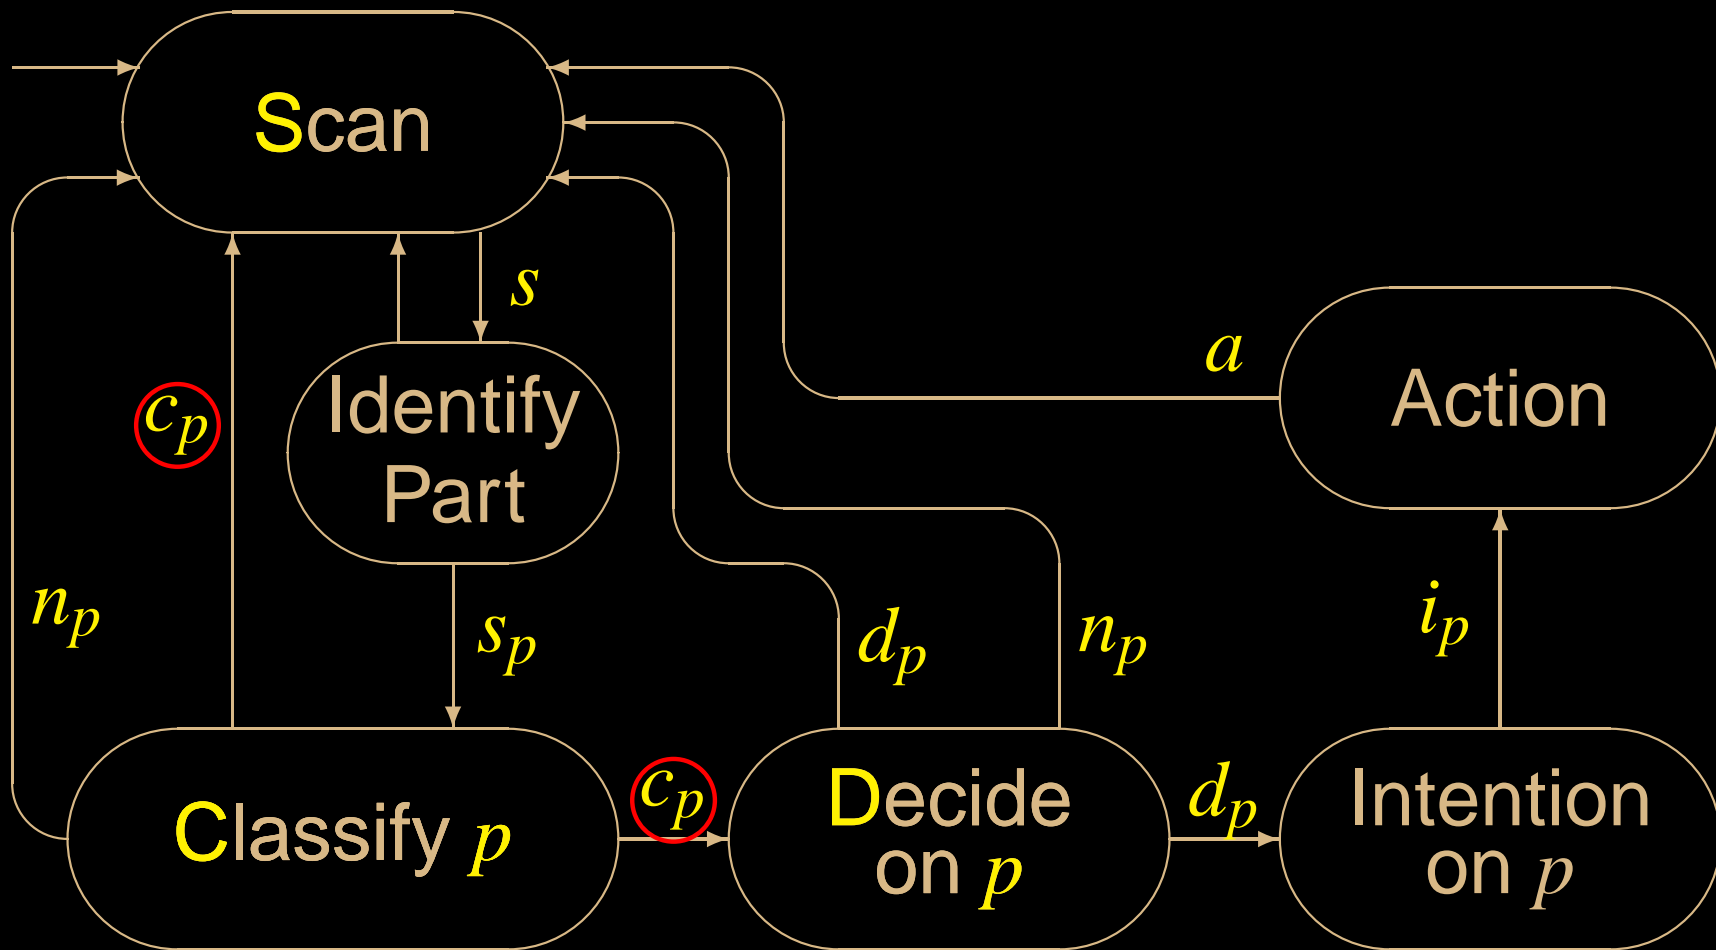 Scan
s
a
Action
c_p
Identify
Part
n_p
s_p
d_p
n_p
i_p
Classify p
c_p
Decide
on p
d_p
Intention
on p